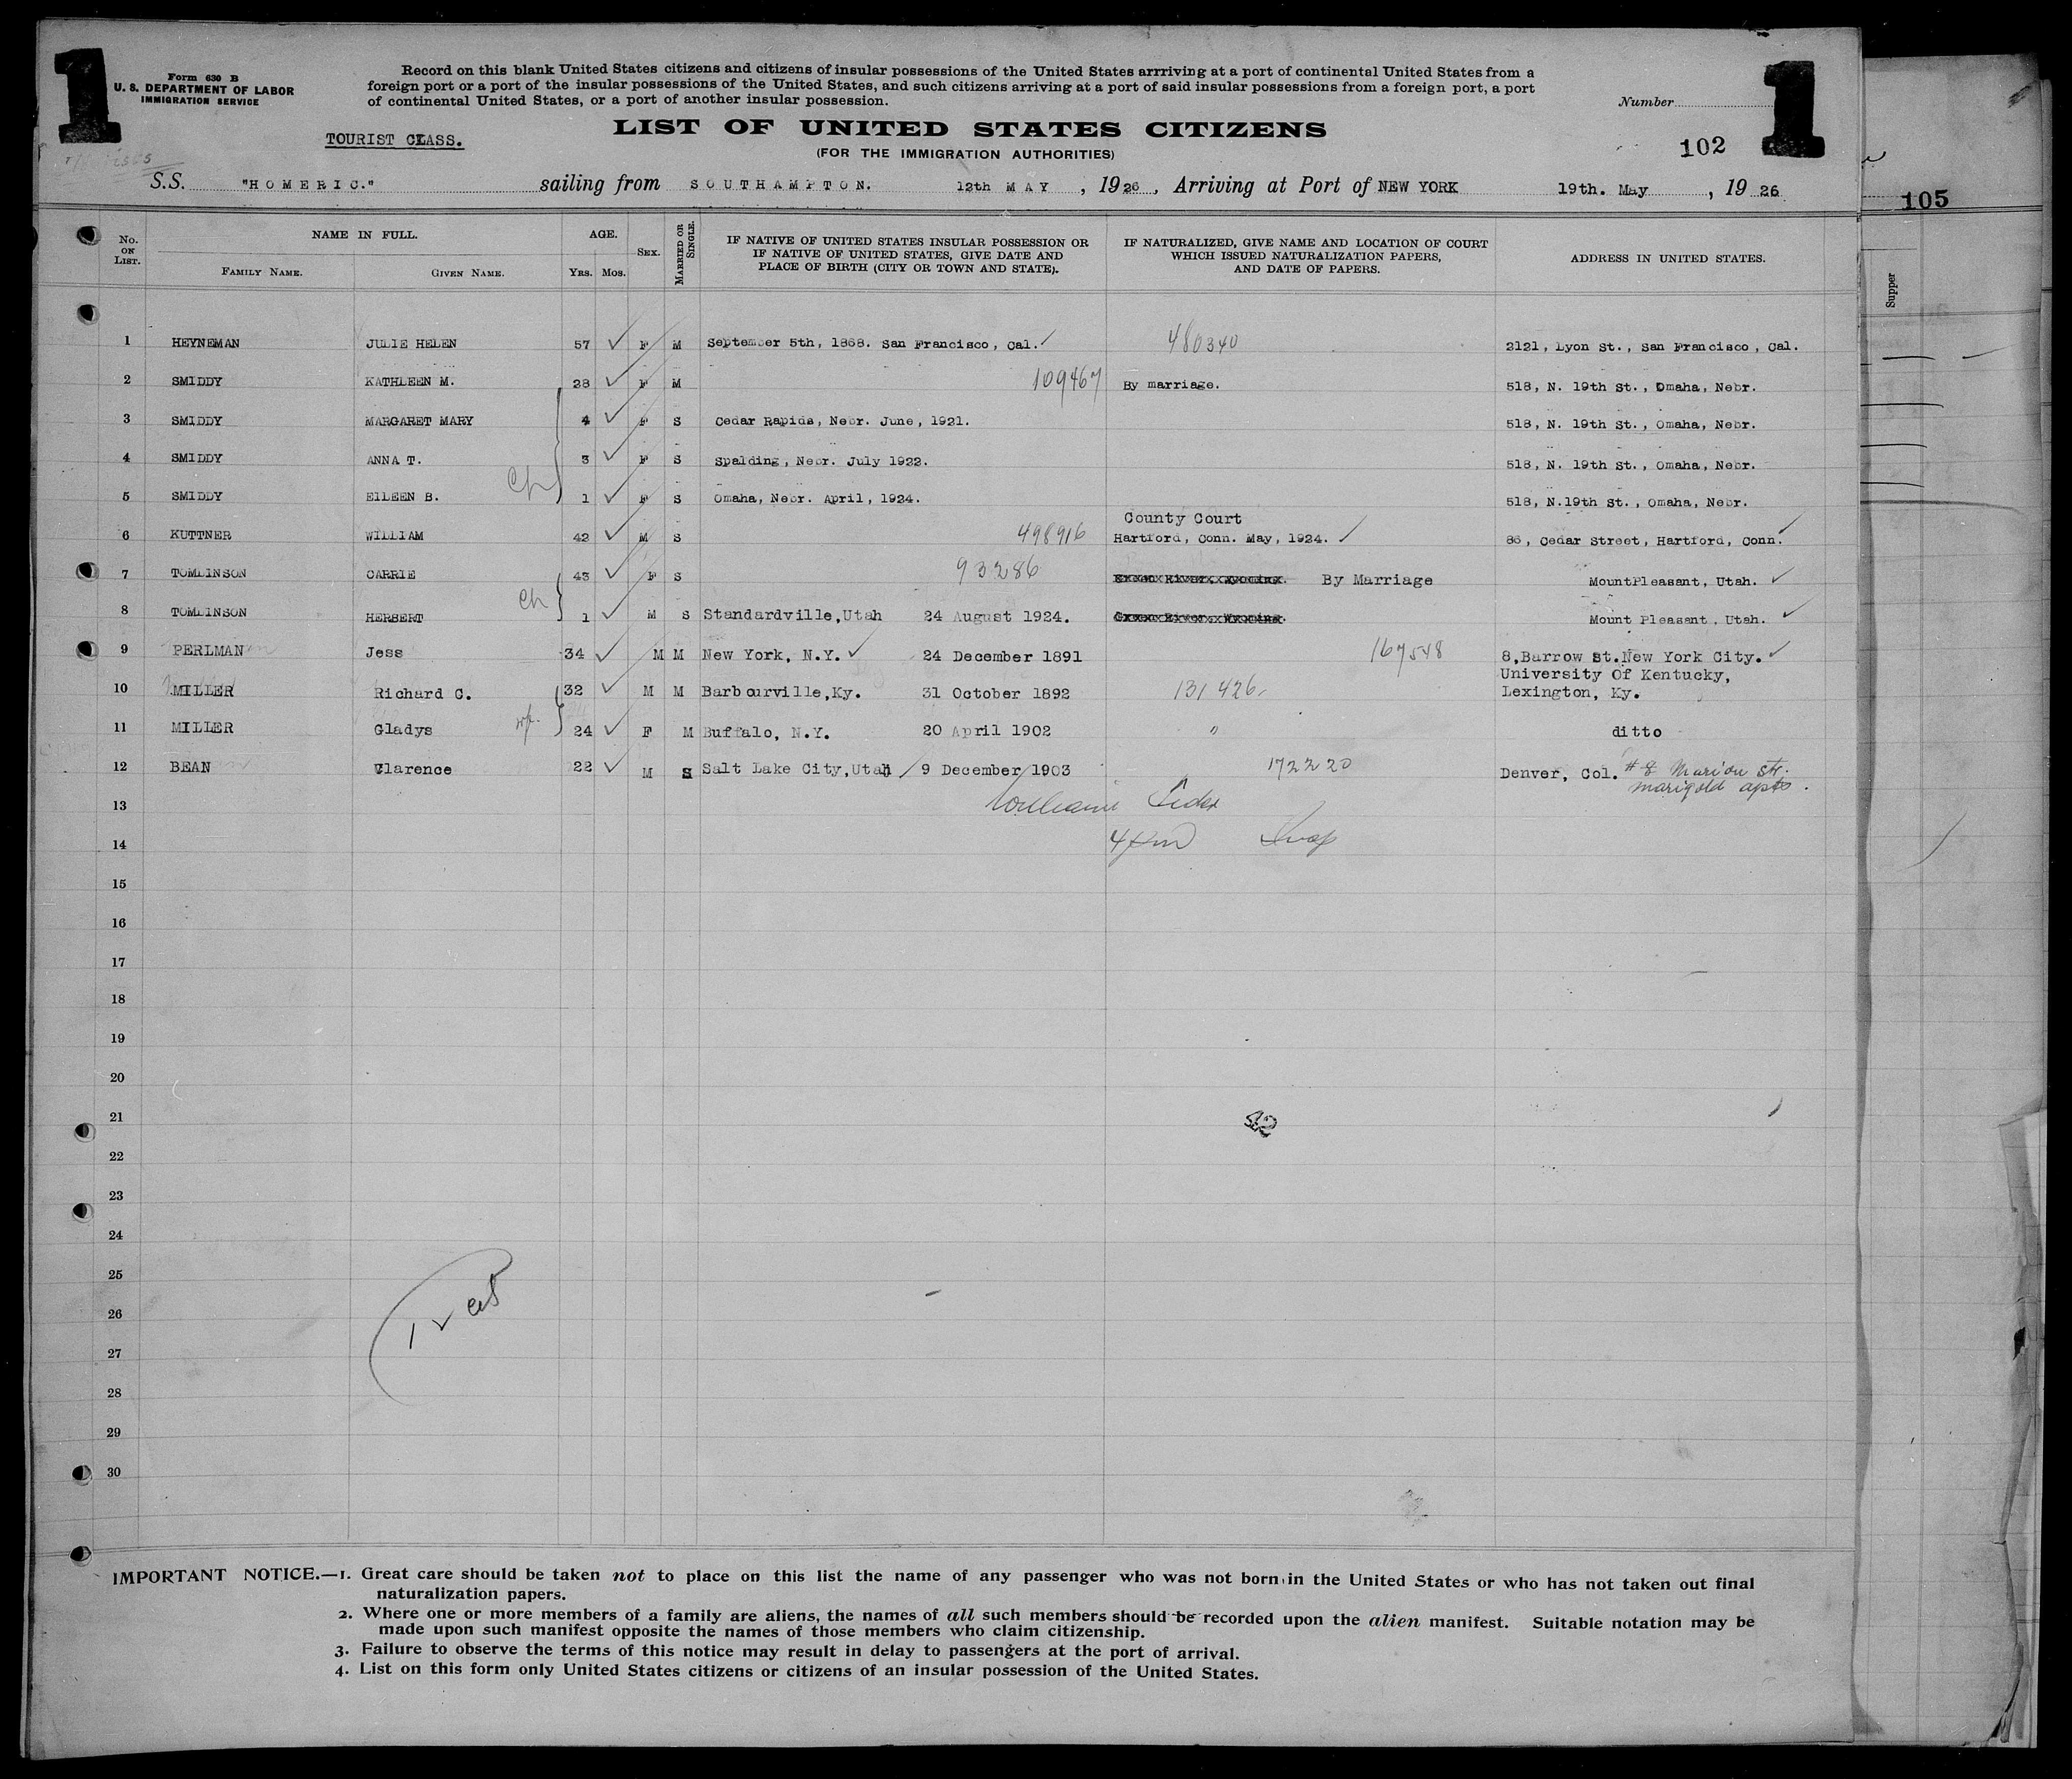 1
Form 630 B
U. S. DEPARTMENT OF LABOR
IMMIGRATION SERVICE
Record on this blank United States citizens and citizens of insular possessions of the United States arrriving at a port of continental United States from a
foreign port or a port of the insular possessions of the United States, and such citizens arriving at a port of said insular possessions from a foreign port, a port
of continental United States, or a port of another insular possession.
Number
1
LIST OF UNITED STATES CITIZENS
TOURIST CLASS.
(FOR THE IMMIGRATION AUTHORITIES)
102
S.S. "HOMERIC." sailing from SOUTHAMPTON. 12th MAY, 1926, Arriving at Port of NEW YORK 19th. May, 1926
105
No. ON LIST. NAME IN FULL. FAMILY NAME. GIVEN NAME. AGE. YRS. MOS. SEX. MARRIED OR SINGLE. IF NATIVE OF UNITED STATES INSULAR POSSESSION OR IF NATIVE OF UNITED STATES, GIVE DATE AND PLACE OF BIRTH (CITY OR TOWN AND STATE). IF NATURALIZED, GIVE NAME AND LOCATION OF COURT WHICH ISSUED NATURALIZATION PAPERS, AND DATE OF PAPERS. ADDRESS IN UNITED STATES.
Supper
1 HEYNEMAN JULIE HELEN 57 ✓ F M September 5th, 1868. San Francisco, Cal. ✓ 480340 2121, Lyon St., San Francisco, Cal.
2 SMIDDY KATHLEEN M. 28 ✓ F M 109467 By marriage. 518, N. 19th St., Omaha, Nebr.
3 SMIDDY MARGARET MARY 4 ✓ F S Cedar Rapids, Nebr. June, 1921. 518, N. 19th St., Omaha, Nebr.
4 SMIDDY ANNA T. 3 ✓ F S Spalding, Nebr. July 1922. 518, N. 19th St., Omaha, Nebr.
5 SMIDDY EILEEN B. Ch 1 ✓ F S Omaha, Nebr. April, 1924. 518, N.19th St., Omaha, Nebr.
County Court
6 KUTTNER WILLIAM 42 ✓ M S 498916 Hartford, Conn. May, 1924. ✓ 86, Cedar Street, Hartford, Conn. ✓
7 TOMLINSON CARRIE 43 ✓ F S 93286 Green River, Wyoming. By Marriage MountPleasant, Utah. ✓
8 TOMLINSON HERBERT Ch 1 ✓ M S Standardville,Utah 24 August 1924. Green River, Wyoming. Mount Pleasant, Utah. ✓
9 PERLMAN Jess 34 ✓ M M New York, N.Y. ✓ 24 December 1891 167548 8,Barrow St.New York City. ✓
University Of Kentucky,
10 MILLER Richard C. 32 ✓ M M Barbourville,Ky. 31 October 1892 131426 Lexington, Ky.
11 MILLER Gladys wf. 24 ✓ F M Buffalo, N.Y. 20 April 1902 " ditto
12 BEAN Clarence 22 ✓ M S Salt Lake City,Utah 9 December 1903 172220 Denver, Col. #8 Marion St.
marigold apts.
13
14
15
16
17
18
19
20
21
42
22
23
24
25
26
27
28
29
30
IMPORTANT NOTICE.—1. Great care should be taken not to place on this list the name of any passenger who was not born in the United States or who has not taken out final
naturalization papers.
2. Where one or more members of a family are aliens, the names of all such members should be recorded upon the alien manifest. Suitable notation may be
made upon such manifest opposite the names of those members who claim citizenship.
3. Failure to observe the terms of this notice may result in delay to passengers at the port of arrival.
4. List on this form only United States citizens or citizens of an insular possession of the United States.